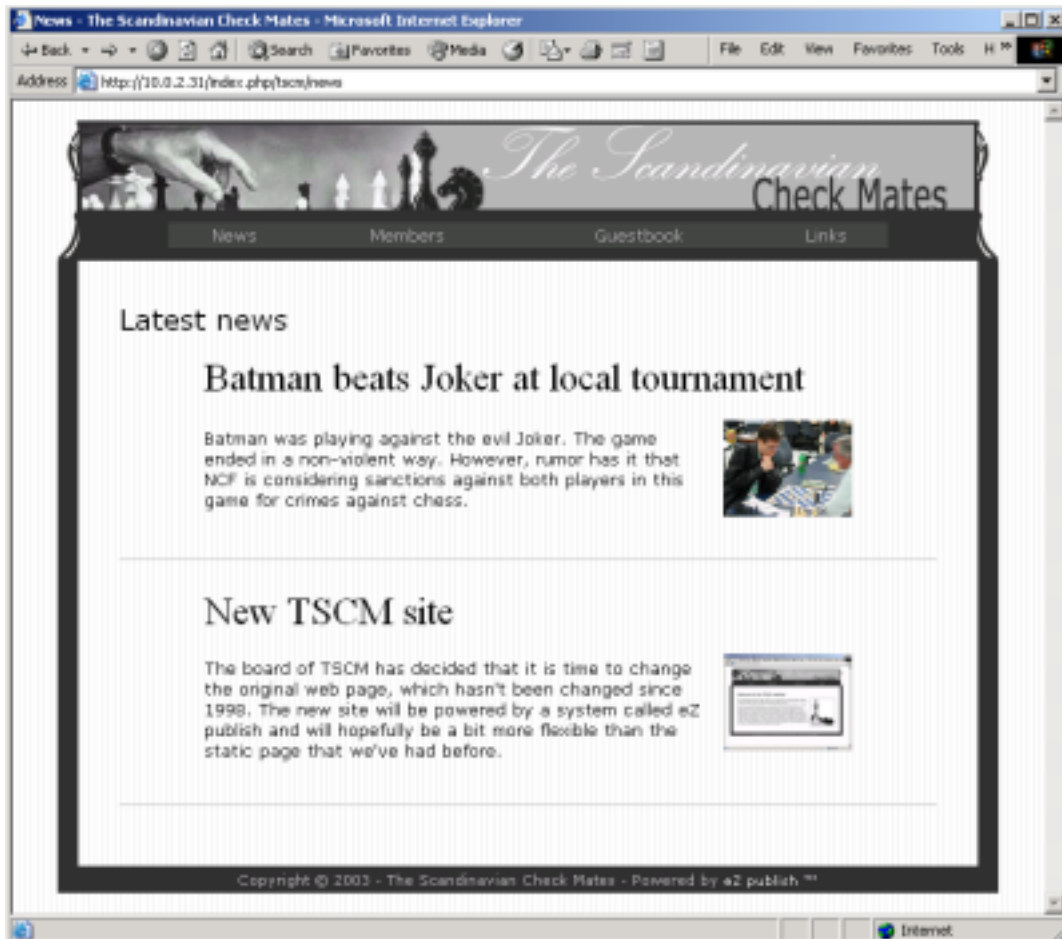 News - The Scandinavian Check Mates - Microsoft Internet Explorer
Back Search Favorites Media File Edit View Favorites Tools H »
Address http://10.0.2.31/index.php/tscm/news
The Scandinavian
Check Mates
News Members Guestbook Links
Latest news
Batman beats Joker at local tournament
Batman was playing against the evil Joker. The game
ended in a non-violent way. However, rumor has it that
NCF is considering sanctions against both players in this
game for crimes against chess.
New TSCM site
The board of TSCM has decided that it is time to change
the original web page, which hasn't been changed since
1998. The new site will be powered by a system called eZ
publish and will hopefully be a bit more flexible than the
static page that we've had before.
Copyright © 2003 - The Scandinavian Check Mates - Powered by eZ publish ™
Internet